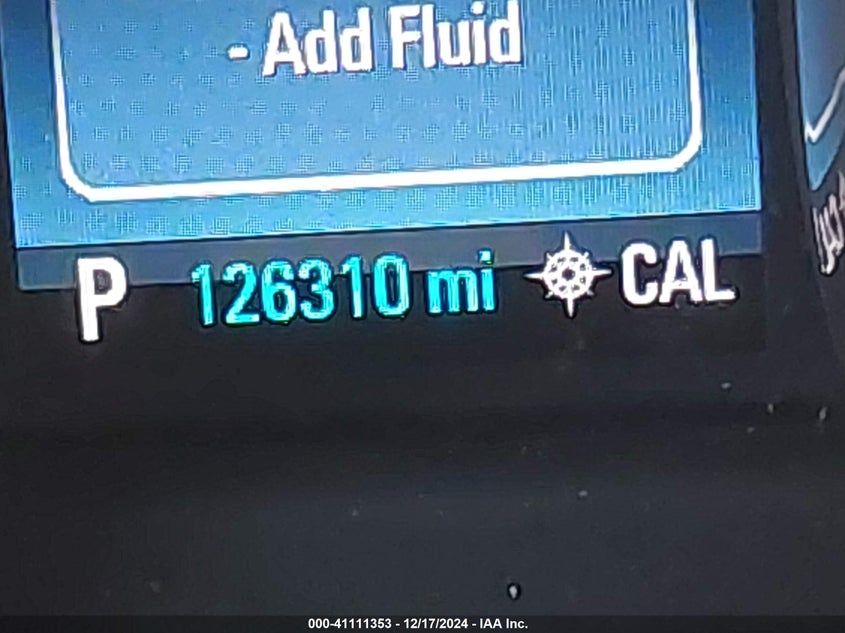 - Add Fluid
P 126310 mi CAL
000-41111353 - 12/17/2024 - IAA Inc.